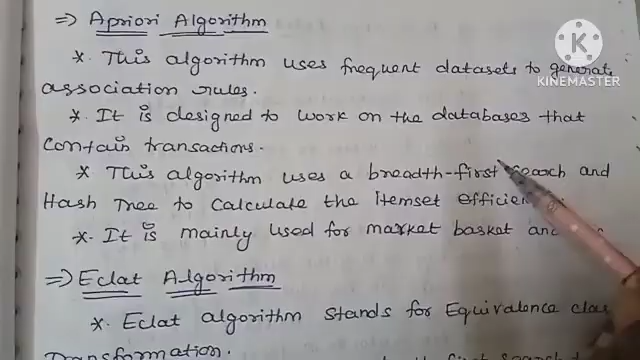 ⇒ Apriori Algorithm
*. This algorithm uses frequent datasets to generate
association rules.
*. It is designed to work on the databases that
contain transactions.
*. This algorithm uses a breadth-first search and
Hash Tree to calculate the itemset
*. It is mainly used for market basket
⇒ Eclat Algorithm
*. Eclat algorithm stands for Equivalence
Transformation.
KINEMASTER